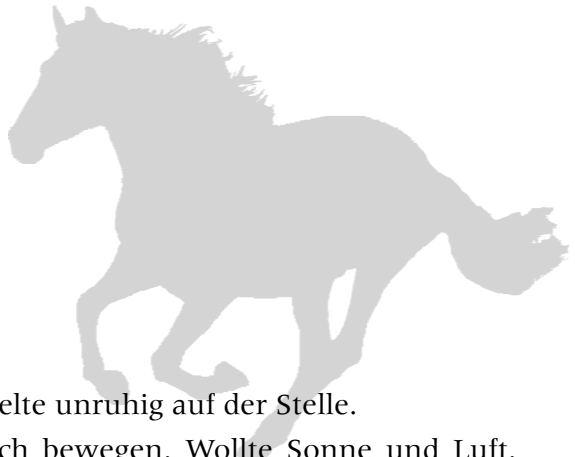 elte unruhig auf der Stelle.
ch bewegen. Wollte Sonne und Luft.